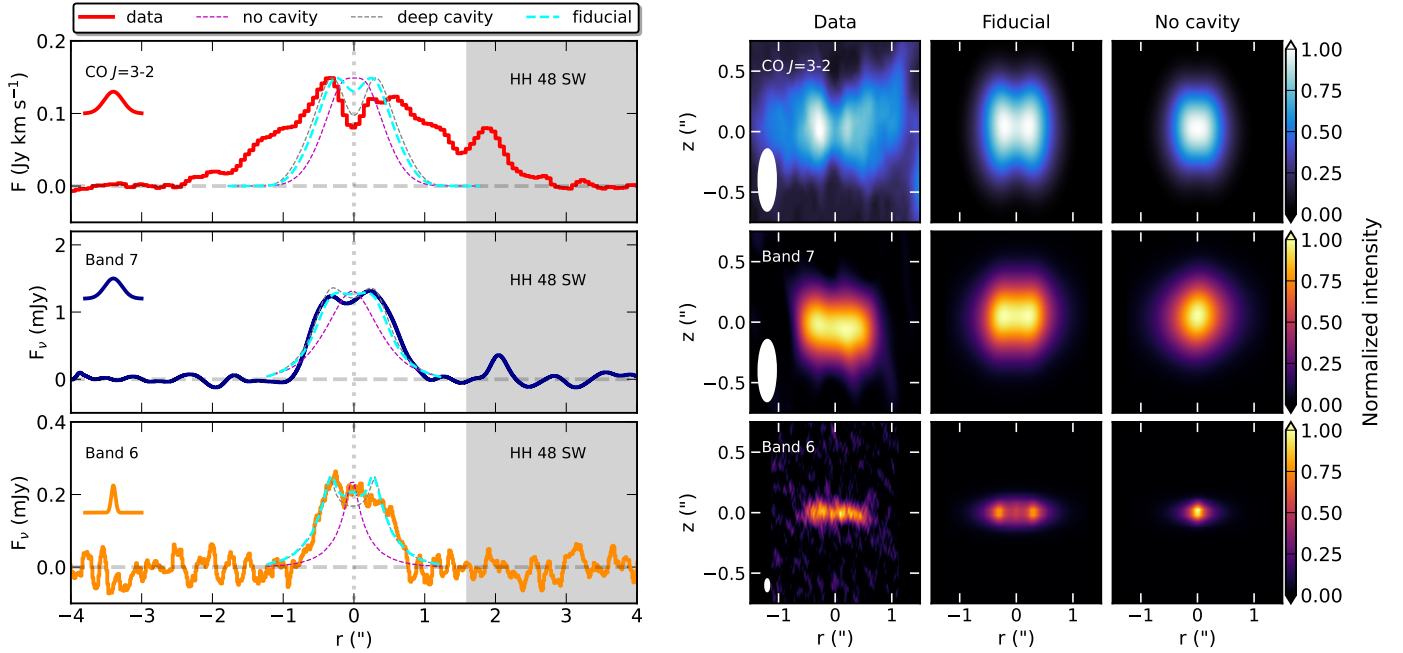 data no cavity deep cavity fiducial
0.2
0.1
0.0
F (Jy km s⁻¹)
CO J=3-2
HH 48 SW
2
1
0
Fν (mJy)
Band 7
HH 48 SW
0.4
0.2
0.0
Fν (mJy)
Band 6
HH 48 SW
−4 −3 −2 −1 0 1 2 3 4
r (")
Data Fiducial No cavity
CO J=3-2
0.5
0.0
−0.5
z (")
1.00
0.75
0.50
0.25
0.00
Band 7
0.5
0.0
−0.5
z (")
1.00
0.75
0.50
0.25
0.00
Band 6
0.5
0.0
−0.5
z (")
1.00
0.75
0.50
0.25
0.00
−1 0 1 −1 0 1 −1 0 1
r (") r (") r (")
Normalized intensity